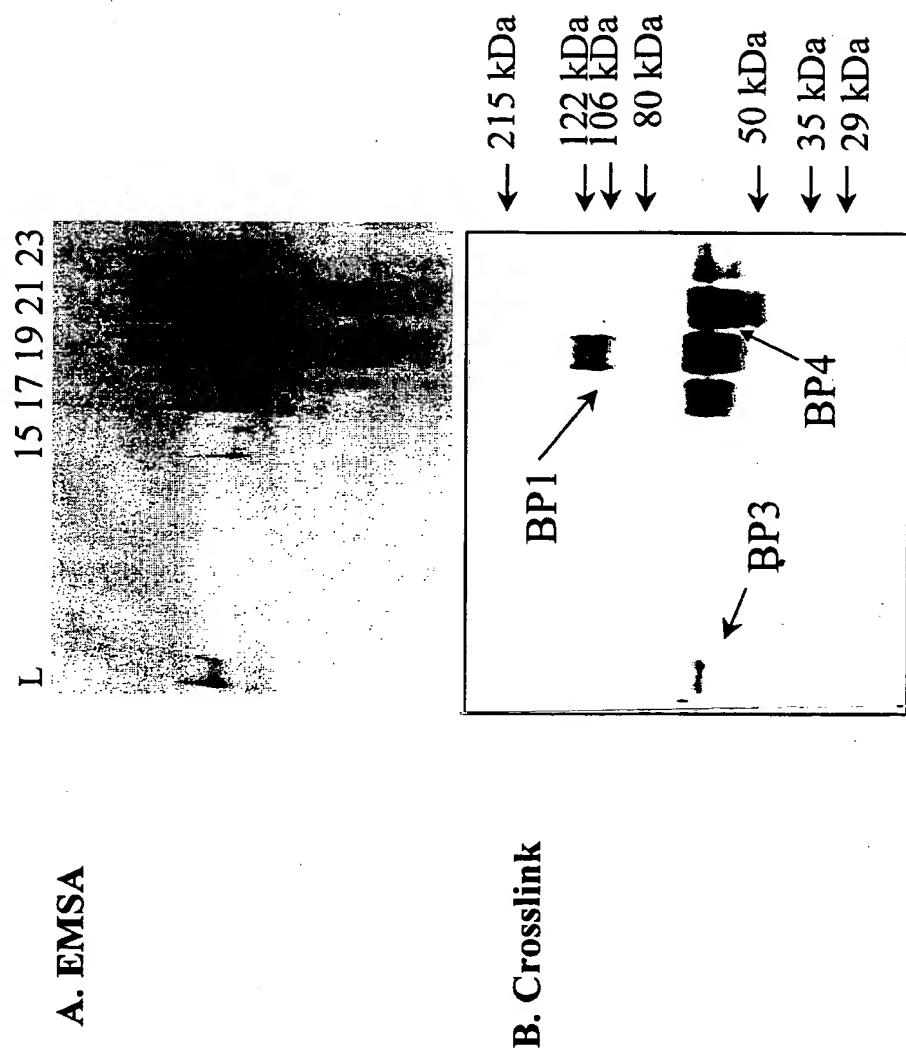 A. EMSA
L 15 17 19 21 23
B. Crosslink
BP1
BP3
BP4
← 215 kDa
← 122 kDa
← 106 kDa
← 80 kDa
← 50 kDa
← 35 kDa
← 29 kDa